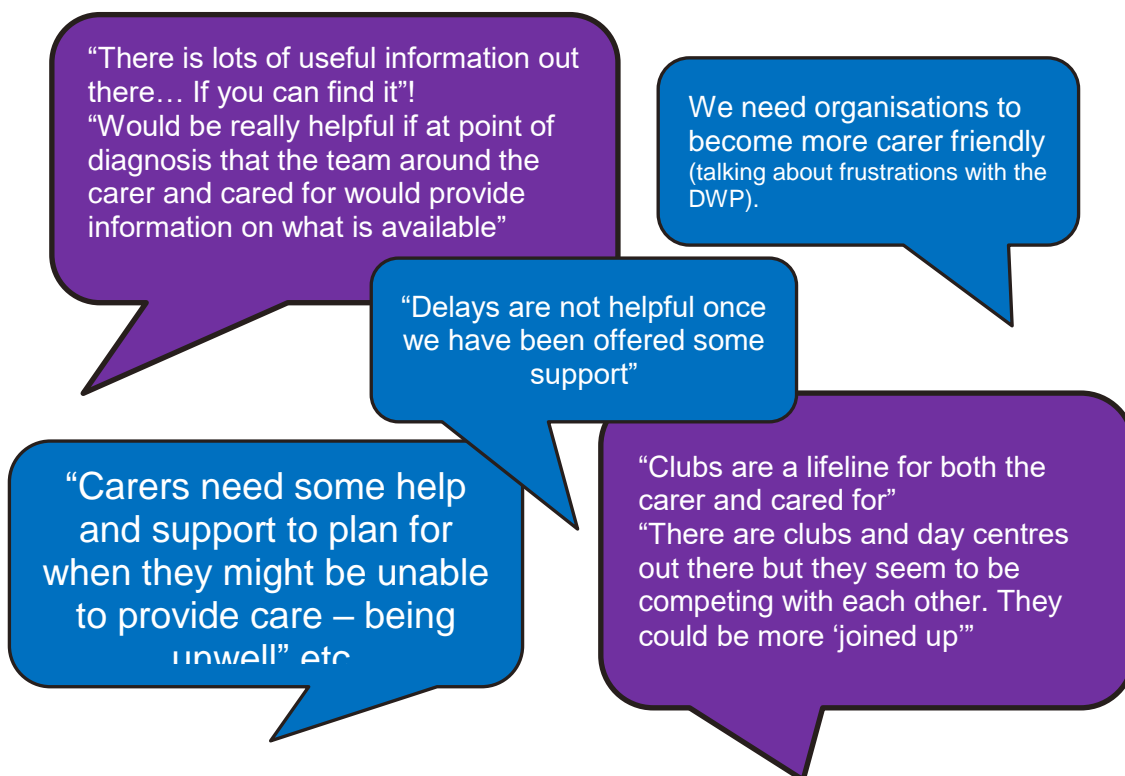 “There is lots of useful information out
there… If you can find it”!
“Would be really helpful if at point of
diagnosis that the team around the
carer and cared for would provide
information on what is available”
We need organisations to
become more carer friendly
(talking about frustrations with the
DWP).
“Delays are not helpful once
we have been offered some
support”
“Carers need some help
and support to plan for
when they might be unable
to provide care – being
unwell” etc
“Clubs are a lifeline for both the
carer and cared for”
“There are clubs and day centres
out there but they seem to be
competing with each other. They
could be more ‘joined up’”